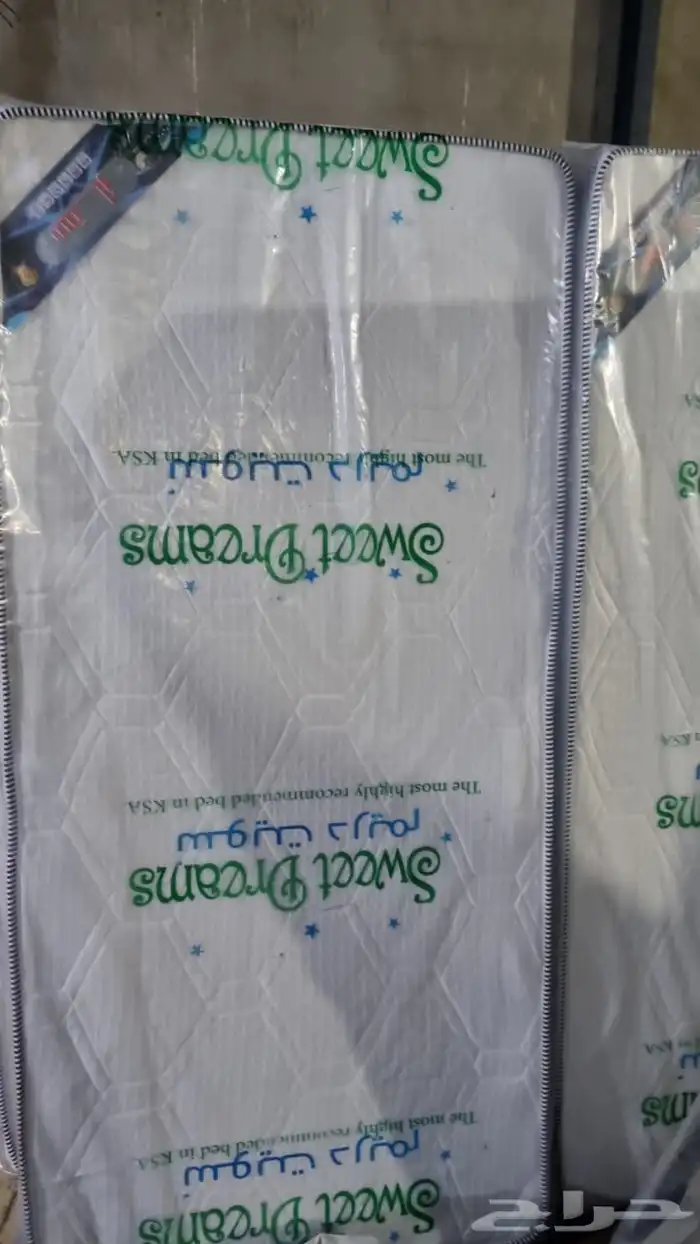 Sweet Dreams
سويت دريمز
The most highly recommended bed in KSA
Sweet Dreams
سويت دريمز
The most highly recommended bed in KSA
Sweet Dreams
سويت دريمز
The most highly recommended bed in KSA
Sweet Dreams
حراج